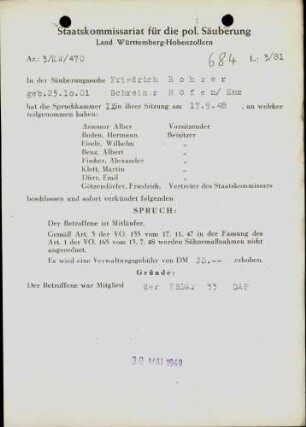 Staatskommissariat für die pol. Säuberung
Land Württemberg-Hohenzollern
Az.: 3/KW/470
684
L.: 3/81
In der Säuberungssache Friedrich Bohrer
geb. 25.10.01 Schreiner Höfen/ Enz
hat die Spruchkammer IX in ihrer Sitzung am 17.9.48 , an welcher
teilgenommen haben:
Assessor Alber Vorsitzender
Boden, Hermann Beisitzer
Eisele, Wilhelm "
Benz, Albert "
Fischer, Alexander "
Klett, Martin "
Dürr, Emil "
Götzendörfer, Friedrich, Vertreter des Staatskommissars
beschlossen und sofort verkündet folgenden
SPRUCH:
Der Betroffene ist Mitläufer.
Gemäß Art. 5 der VO. 133 vom 17. 11. 47 in der Fassung des
Art. 1 der VO. 165 vom 13. 7. 48 werden Sühnemaßnahmen nicht
angeordnet.
Es wird eine Verwaltungsgebühr von DM 20.-- erhoben.
Gründe:
Der Betroffene war Mitglied der NSDAP 33 DAF
30 MAI 1949